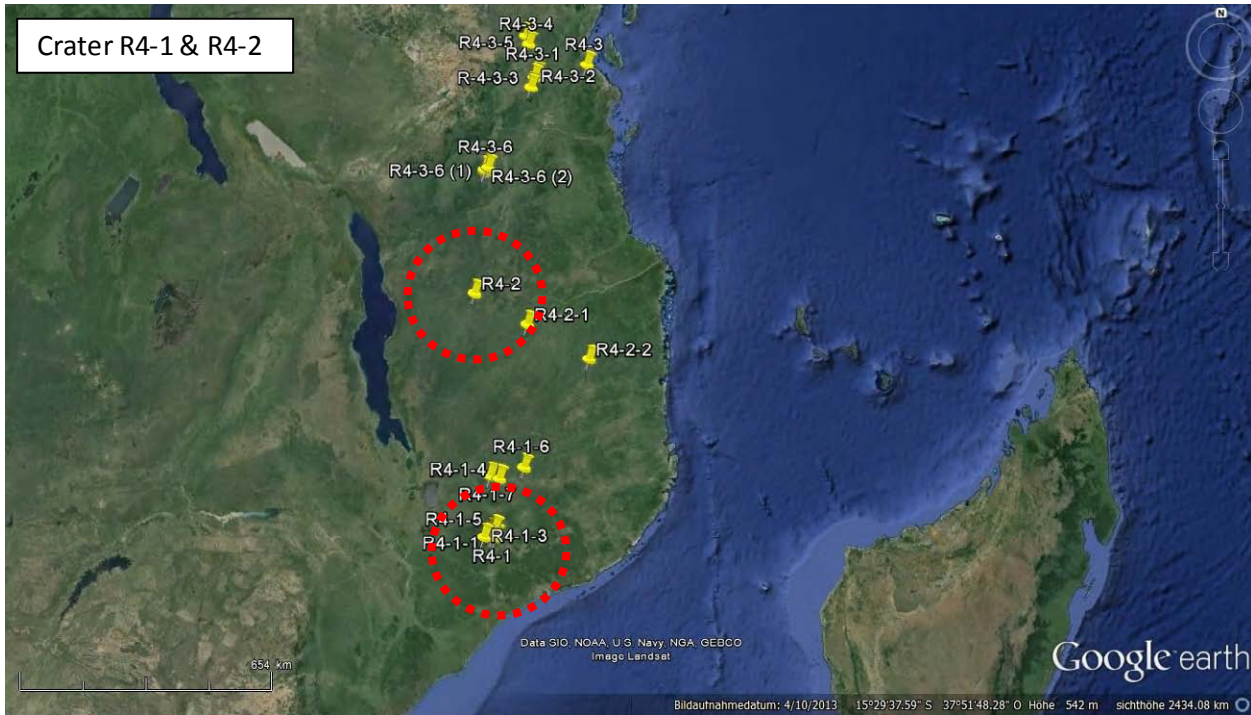 Crater R4-1 & R4-2
N
R4-3-4
R4-3-5
R4-3-1
R4-3
R-4-3-3
R4-3-2
R4-3-6
R4-3-6 (1)
R4-3-6 (2)
R4-2
R4-2-1
R4-2-2
R4-1-6
R4-1-4
R4-1-7
R4-1-5
R4-1-3
R4-1-1
R4-1
Data SIO, NOAA, U.S. Navy, NGA, GEBCO
Image Landsat
654 km
Google earth
Bildaufnahmedatum: 4/10/2013 15°29'37.59" S 37°51'48.28" O Höhe 542 m sichthöhe 2434.08 km